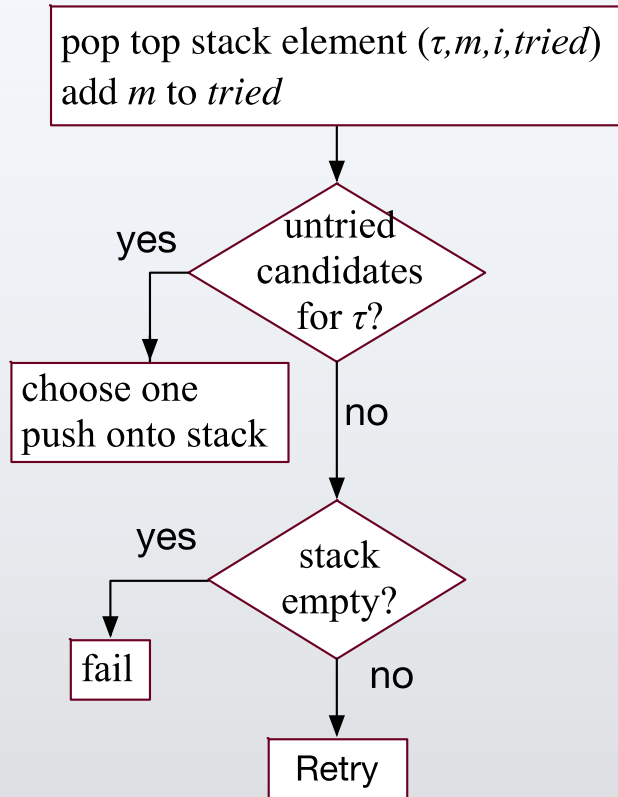 pop top stack element (τ,m,i,tried)
add m to tried
untried
candidates
for τ?
yes
choose one
push onto stack
no
stack
empty?
yes
fail
no
Retry